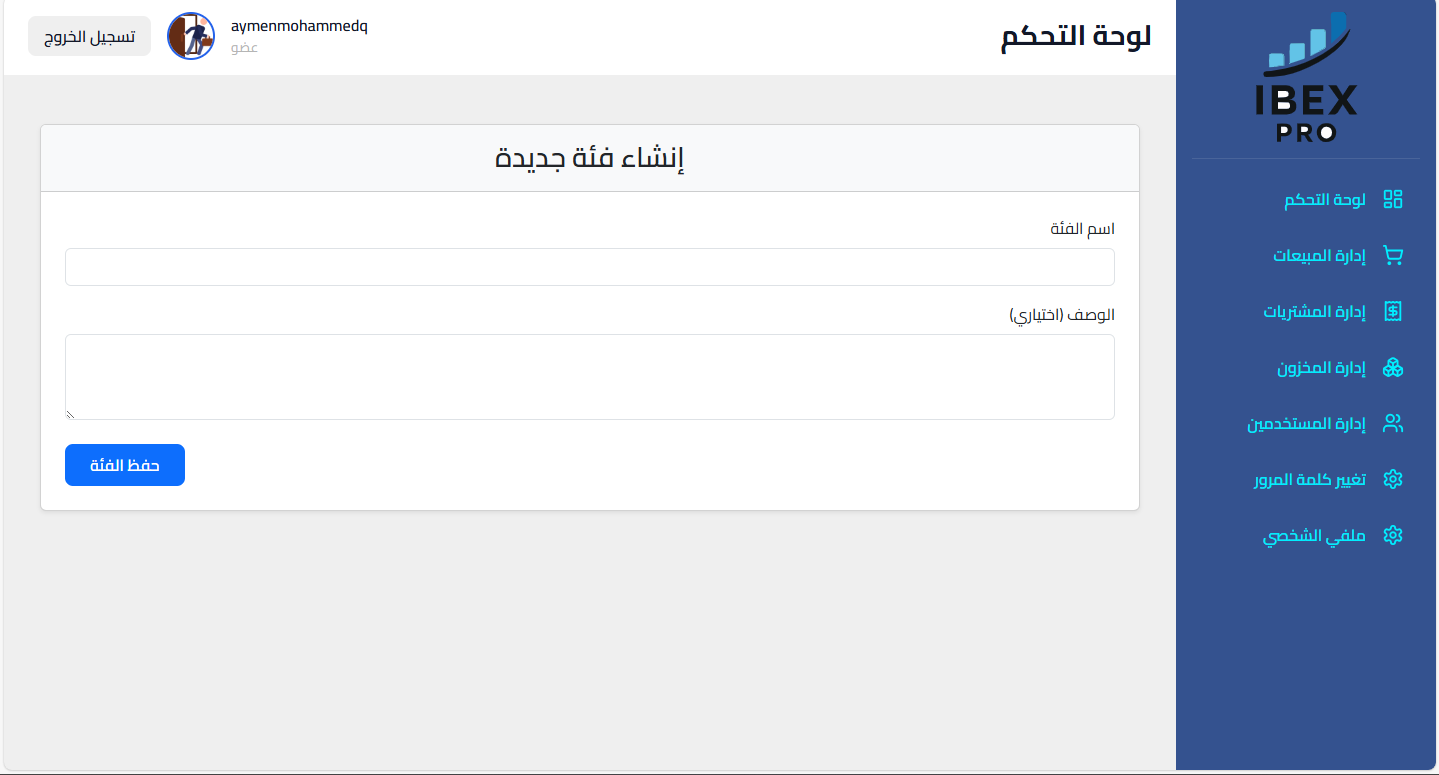 IBEX
PRO
لوحة التحكم
إدارة المبيعات
إدارة المشتريات
إدارة المخزون
إدارة المستخدمين
تغيير كلمة المرور
ملفي الشخصي
لوحة التحكم
aymenmohammedq
عضو
تسجيل الخروج
إنشاء فئة جديدة
اسم الفئة
الوصف (اختياري)
حفظ الفئة